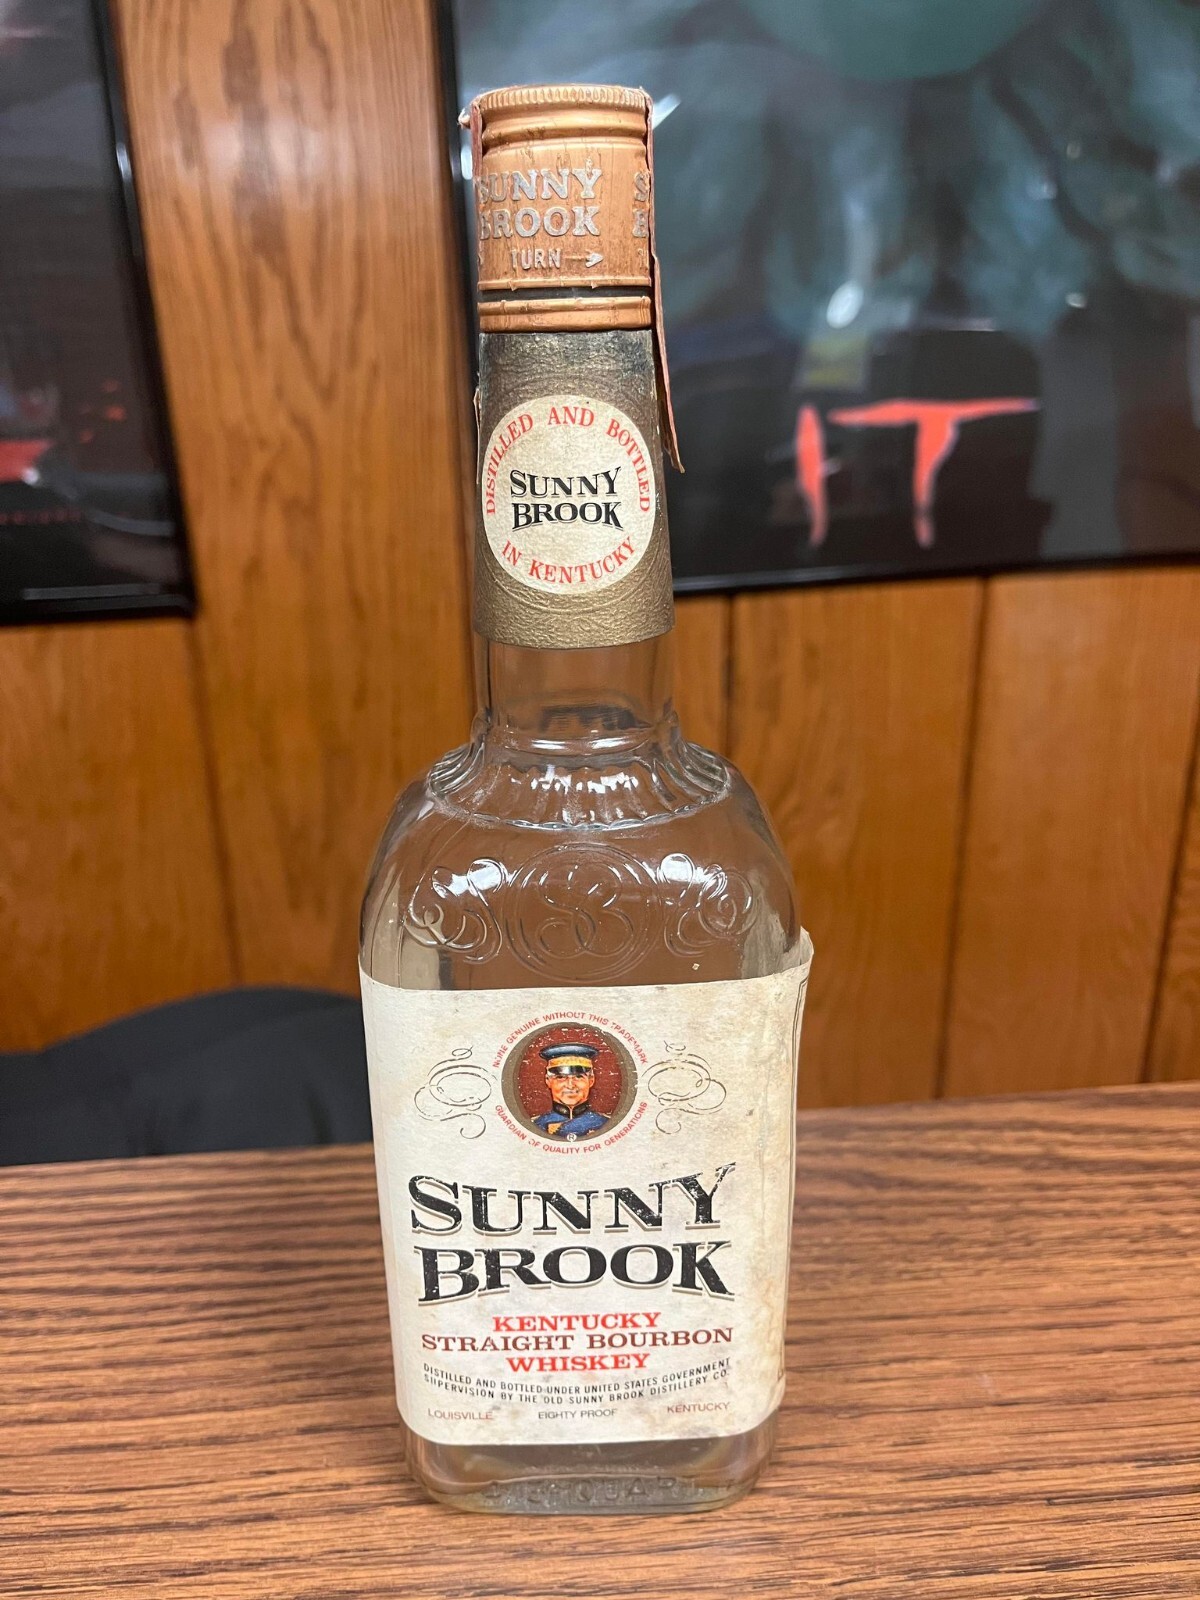 SUNNY
BROOK
TURN
DISTILLED AND BOTTLED
SUNNY
BROOK
IN KENTUCKY
IT
SB
NONE GENUINE WITHOUT THIS TRADEMARK
GUARDIAN OF QUALITY FOR GENERATIONS
SUNNY
BROOK
KENTUCKY
STRAIGHT BOURBON
WHISKEY
DISTILLED AND BOTTLED UNDER UNITED STATES GOVERNMENT
SUPERVISION BY THE OLD SUNNY BROOK DISTILLERY CO.
LOUISVILLE EIGHTY PROOF KENTUCKY
QUART